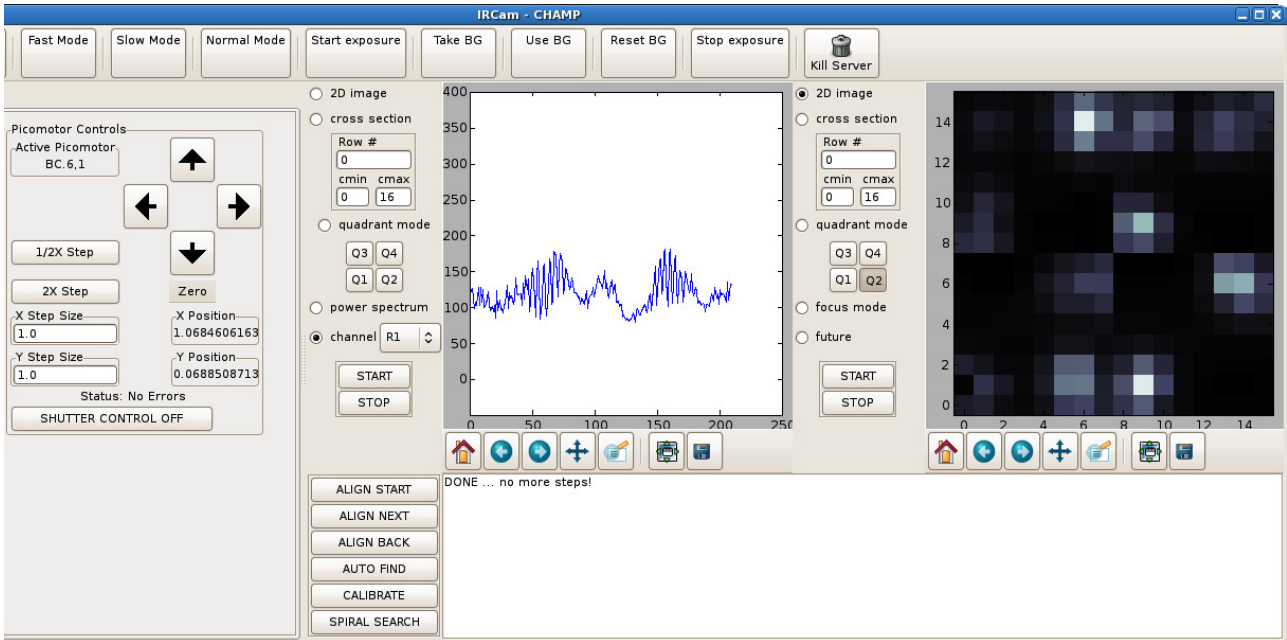 IRCam - CHAMP
Fast Mode Slow Mode Normal Mode Start exposure Take BG Use BG Reset BG Stop exposure Kill Server
Picomotor Controls
Active Picomotor
BC.6,1
1/2X Step
2X Step
Zero
X Step Size
1.0
X Position
1.0684606163
Y Step Size
1.0
Y Position
0.0688508713
Status: No Errors
SHUTTER CONTROL OFF
2D image
cross section
Row #
0
cmin cmax
0 16
quadrant mode
Q3 Q4
Q1 Q2
power spectrum
channel R1
START
STOP
400
350
300
250
200
150
100
50
0
0 50 100 150 200 250
2D image
cross section
Row #
0
cmin cmax
0 16
quadrant mode
Q3 Q4
Q1 Q2
focus mode
future
START
STOP
14
12
10
8
6
4
2
0
0 2 4 6 8 10 12 14
ALIGN START
ALIGN NEXT
ALIGN BACK
AUTO FIND
CALIBRATE
SPIRAL SEARCH
DONE ... no more steps!